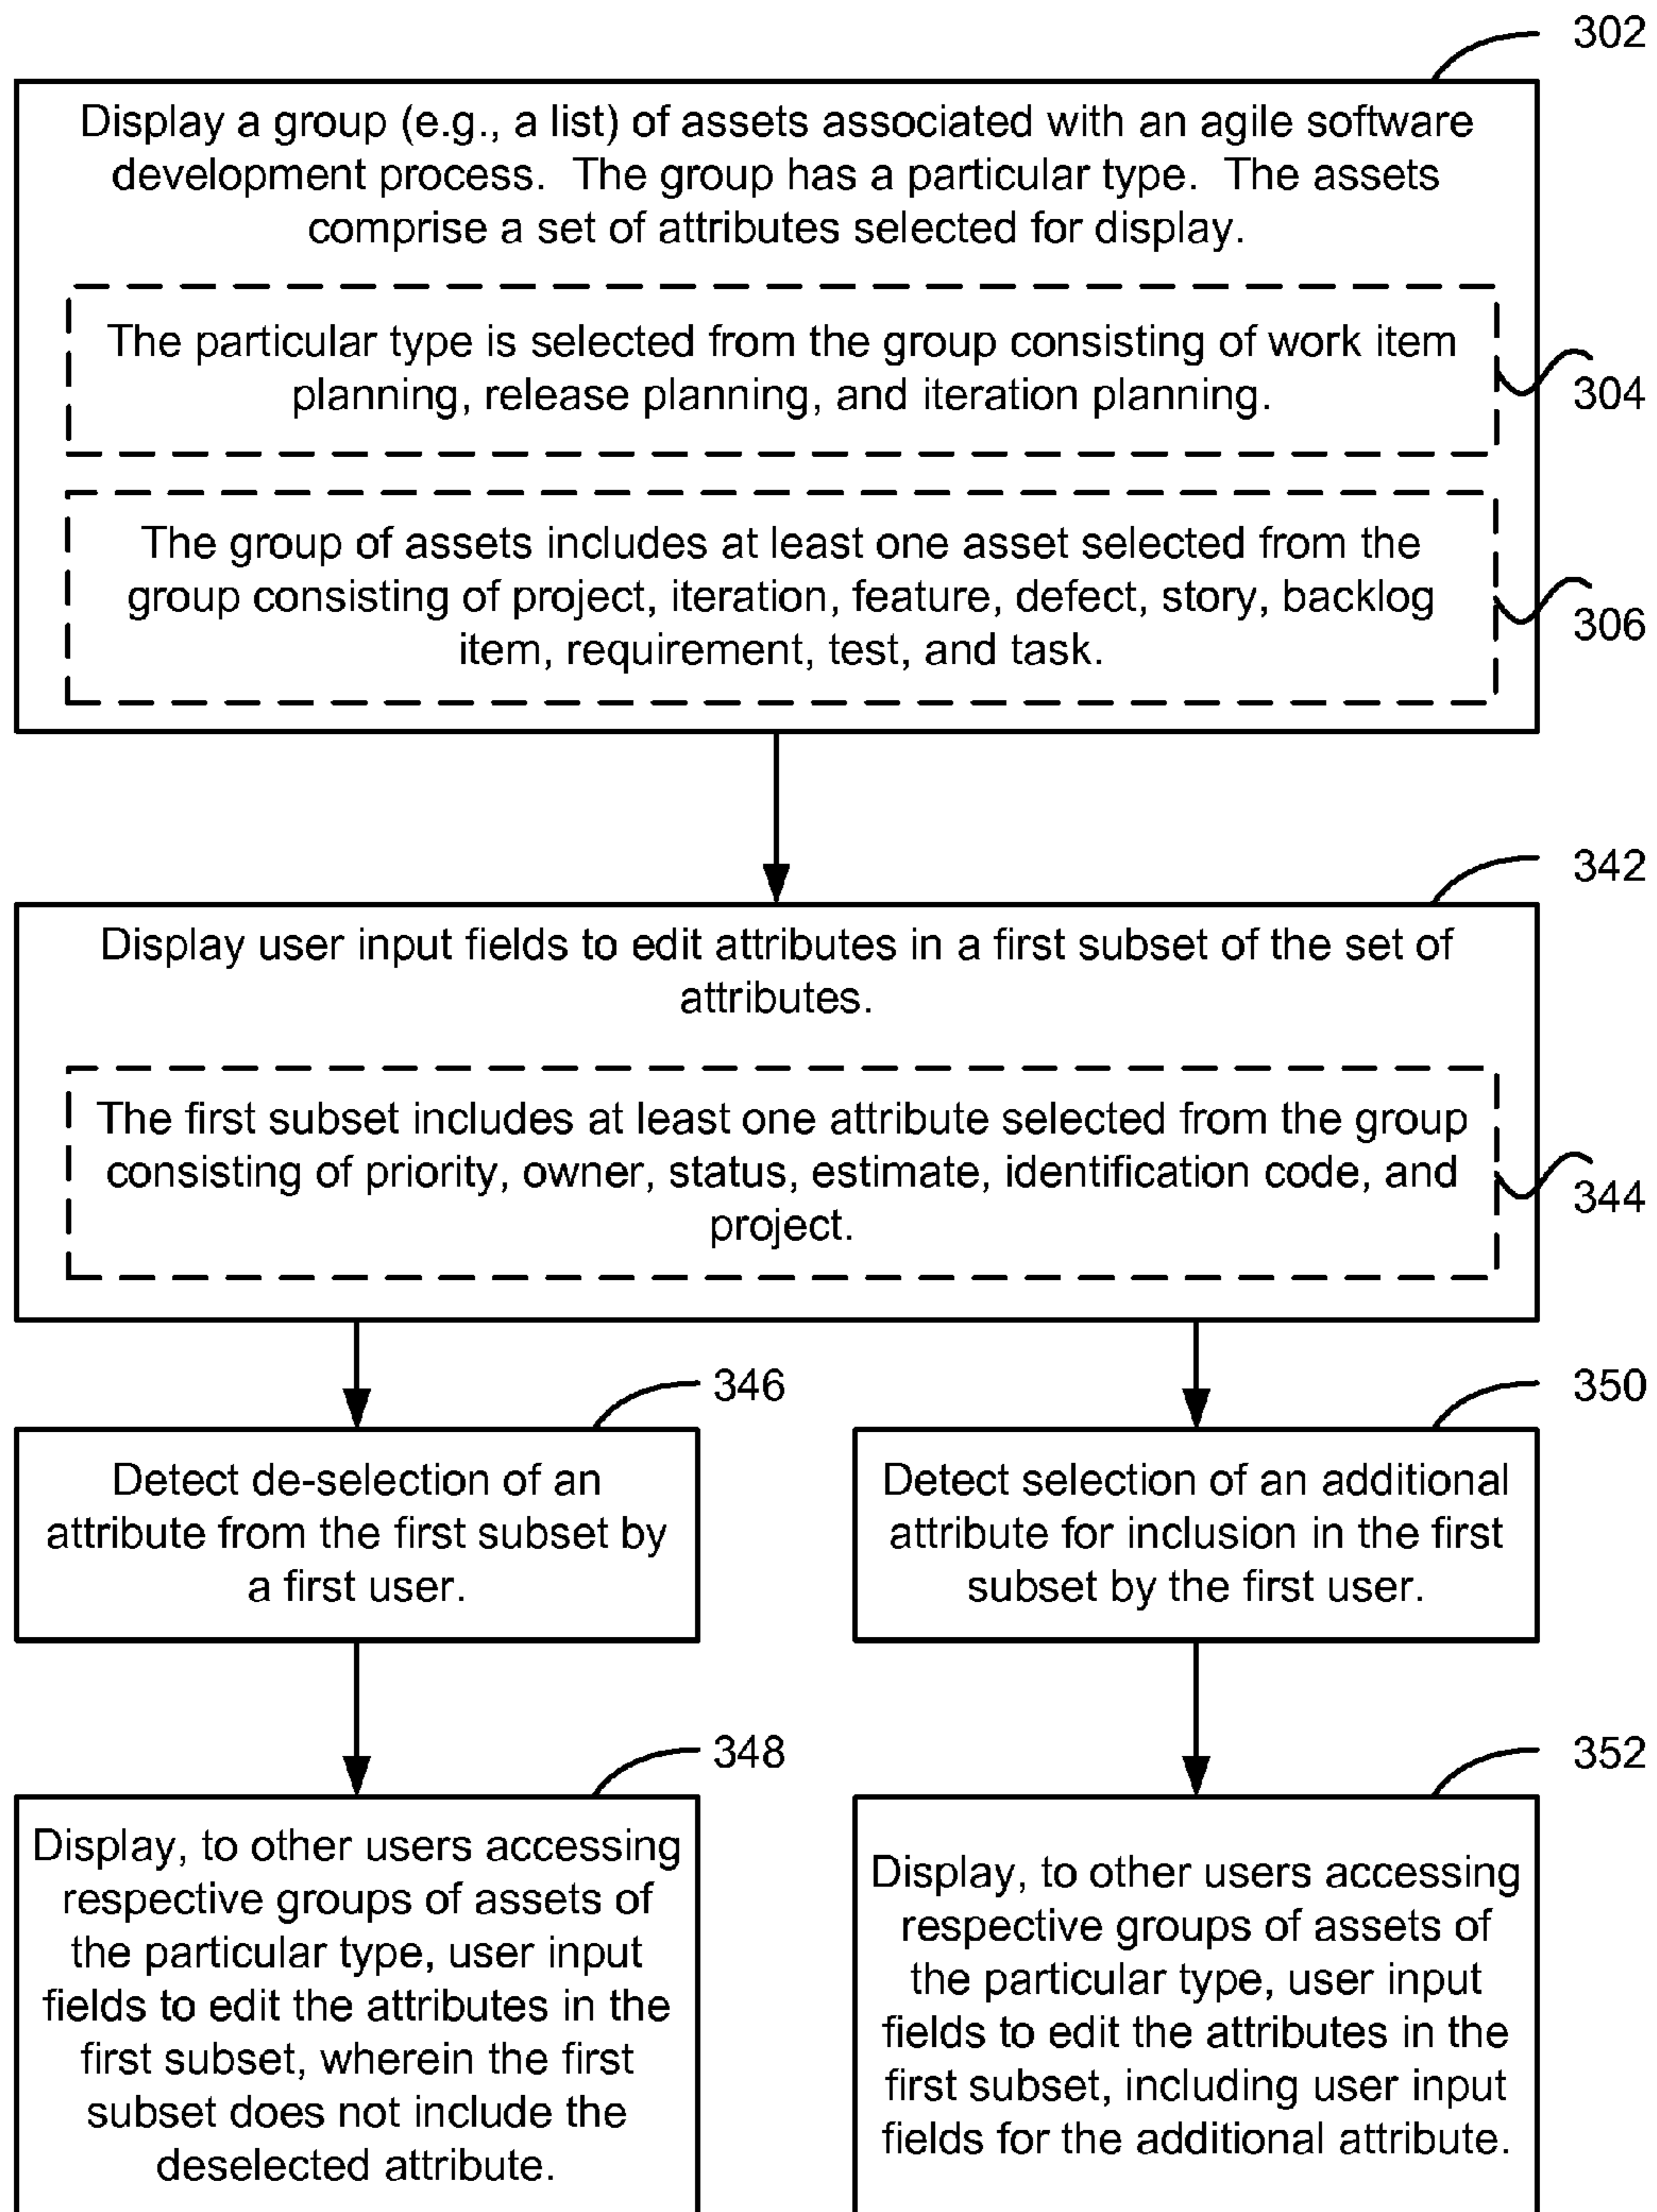 302
Display a group (e.g., a list) of assets associated with an agile software
development process.  The group has a particular type.  The assets
comprise a set of attributes selected for display.
The particular type is selected from the group consisting of work item
planning, release planning, and iteration planning.
304
The group of assets includes at least one asset selected from the
group consisting of project, iteration, feature, defect, story, backlog
item, requirement, test, and task.
306
342
Display user input fields to edit attributes in a first subset of the set of
attributes.
The first subset includes at least one attribute selected from the group
consisting of priority, owner, status, estimate, identification code, and
project.
344
346
Detect de-selection of an
attribute from the first subset by
a first user.
350
Detect selection of an additional
attribute for inclusion in the first
subset by the first user.
348
Display, to other users accessing
respective groups of assets of
the particular type, user input
fields to edit the attributes in the
first subset, wherein the first
subset does not include the
deselected attribute.
352
Display, to other users accessing
respective groups of assets of
the particular type, user input
fields to edit the attributes in the
first subset, including user input
fields for the additional attribute.